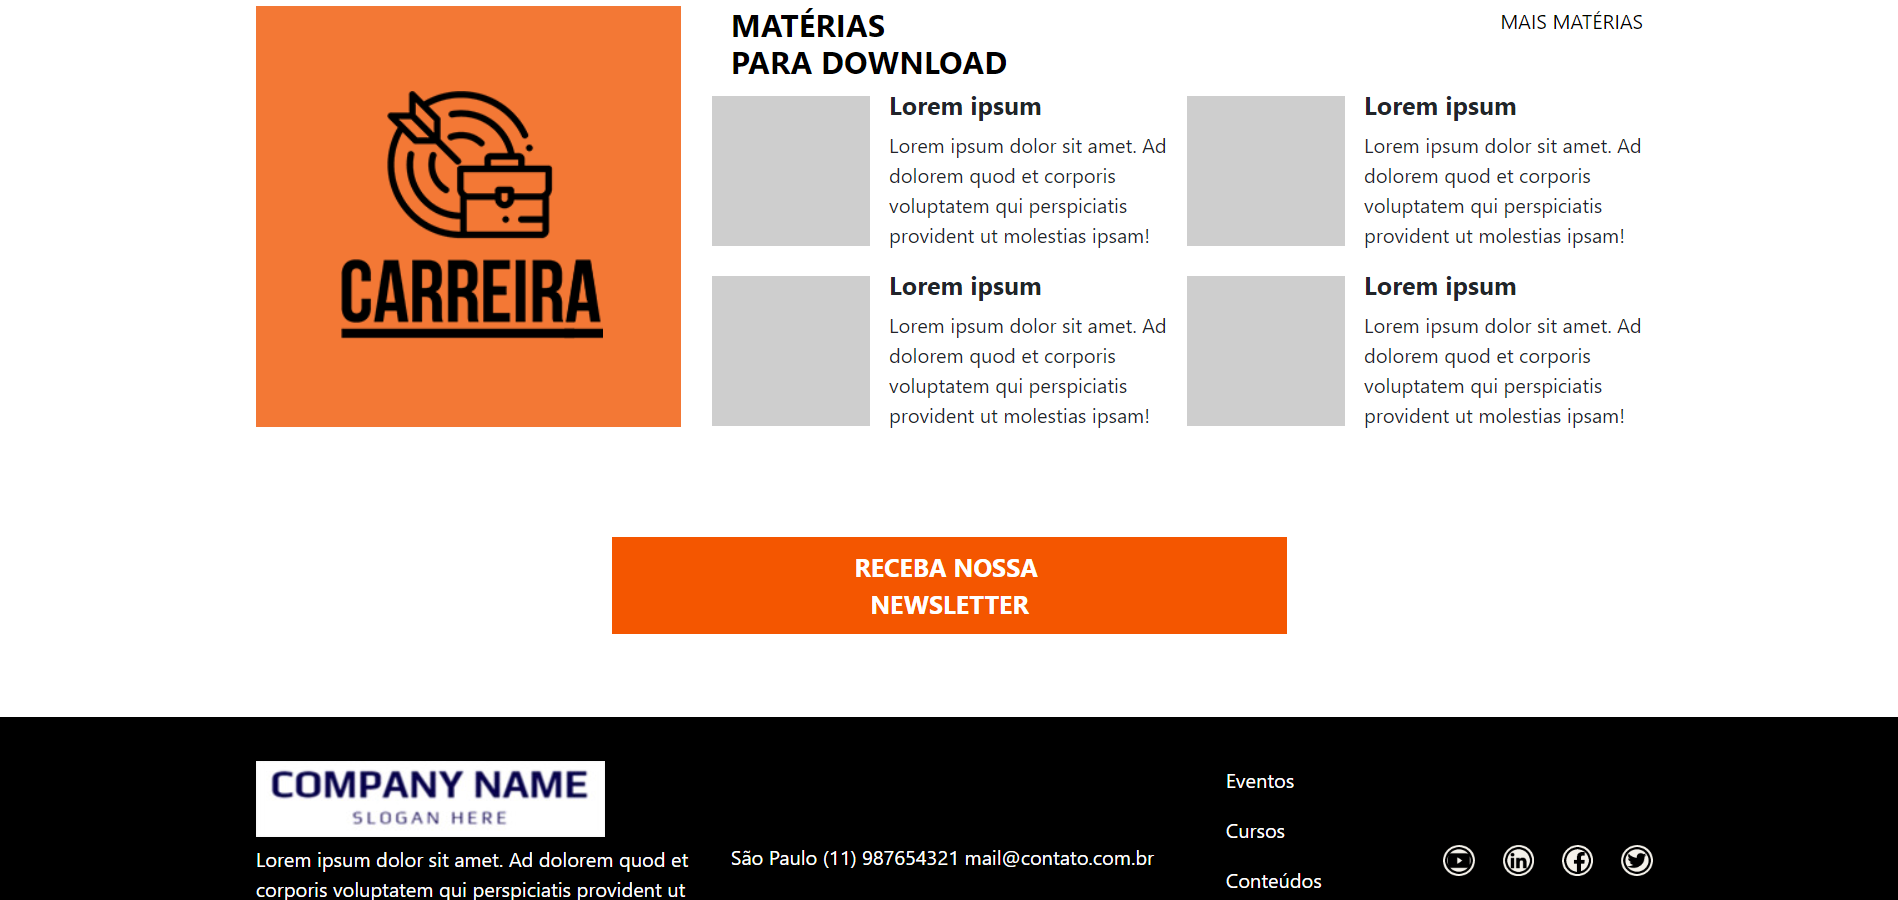 CARREIRA
MATÉRIAS
PARA DOWNLOAD
MAIS MATÉRIAS
Lorem ipsum
Lorem ipsum dolor sit amet. Ad
dolorem quod et corporis
voluptatem qui perspiciatis
provident ut molestias ipsam!
Lorem ipsum
Lorem ipsum dolor sit amet. Ad
dolorem quod et corporis
voluptatem qui perspiciatis
provident ut molestias ipsam!
Lorem ipsum
Lorem ipsum dolor sit amet. Ad
dolorem quod et corporis
voluptatem qui perspiciatis
provident ut molestias ipsam!
Lorem ipsum
Lorem ipsum dolor sit amet. Ad
dolorem quod et corporis
voluptatem qui perspiciatis
provident ut molestias ipsam!
RECEBA NOSSA
NEWSLETTER
COMPANY NAME
SLOGAN HERE
Lorem ipsum dolor sit amet. Ad dolorem quod et
corporis voluptatem qui perspiciatis provident ut
São Paulo (11) 987654321 mail@contato.com.br
Eventos
Cursos
Conteúdos